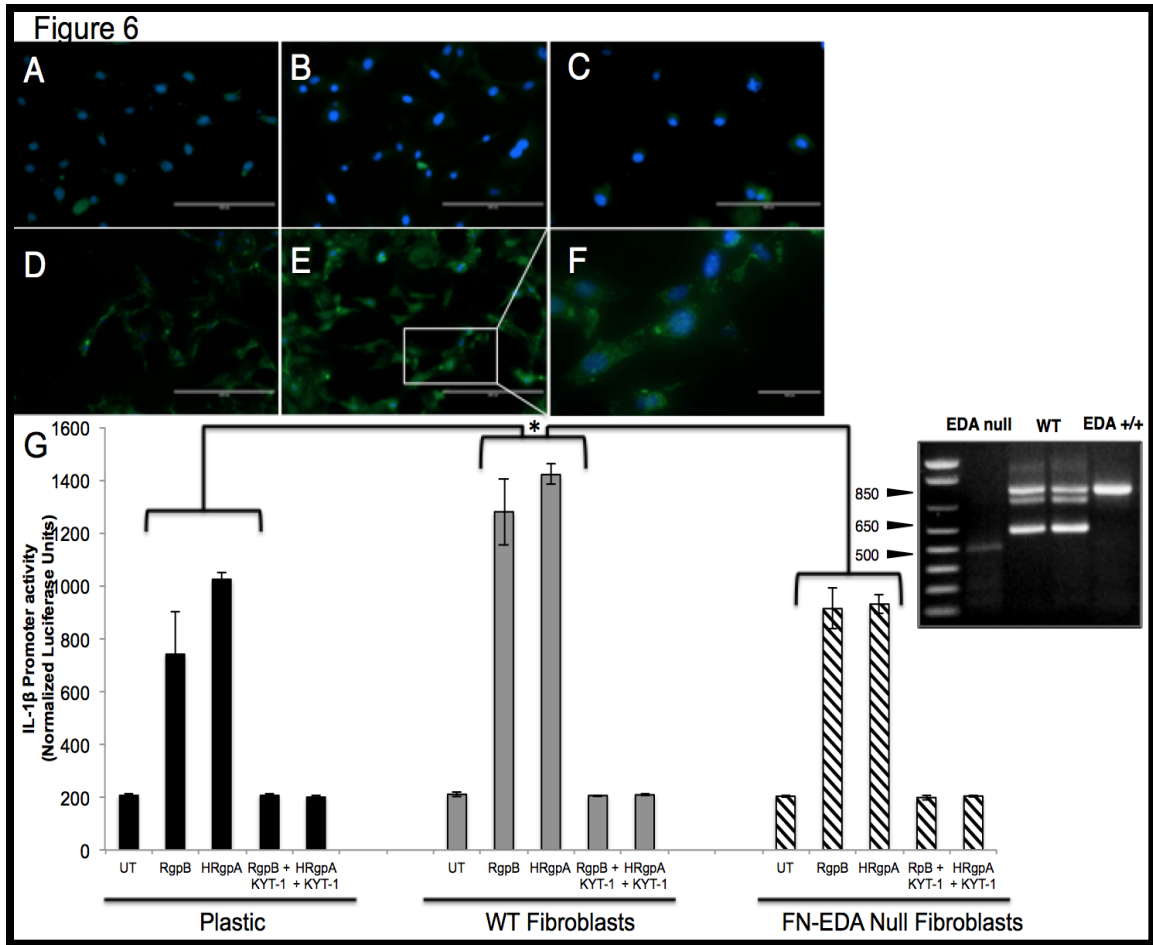 Figure 6
A
B
C
D
E
F
G
IL-1β Promoter activity
(Normalized Luciferase Units)
1600
1400
1200
1000
800
600
400
200
0
*
EDA null WT EDA +/+
850
650
500
UT RgpB HRgpA RgpB + HRgpA
KYT-1 + KYT-1
UT RgpB HRgpA RgpB + HRgpA
KYT-1 + KYT-1
UT RgpB HRgpA RpB + HRgpA
KYT-1 + KYT-1
Plastic
WT Fibroblasts
FN-EDA Null Fibroblasts